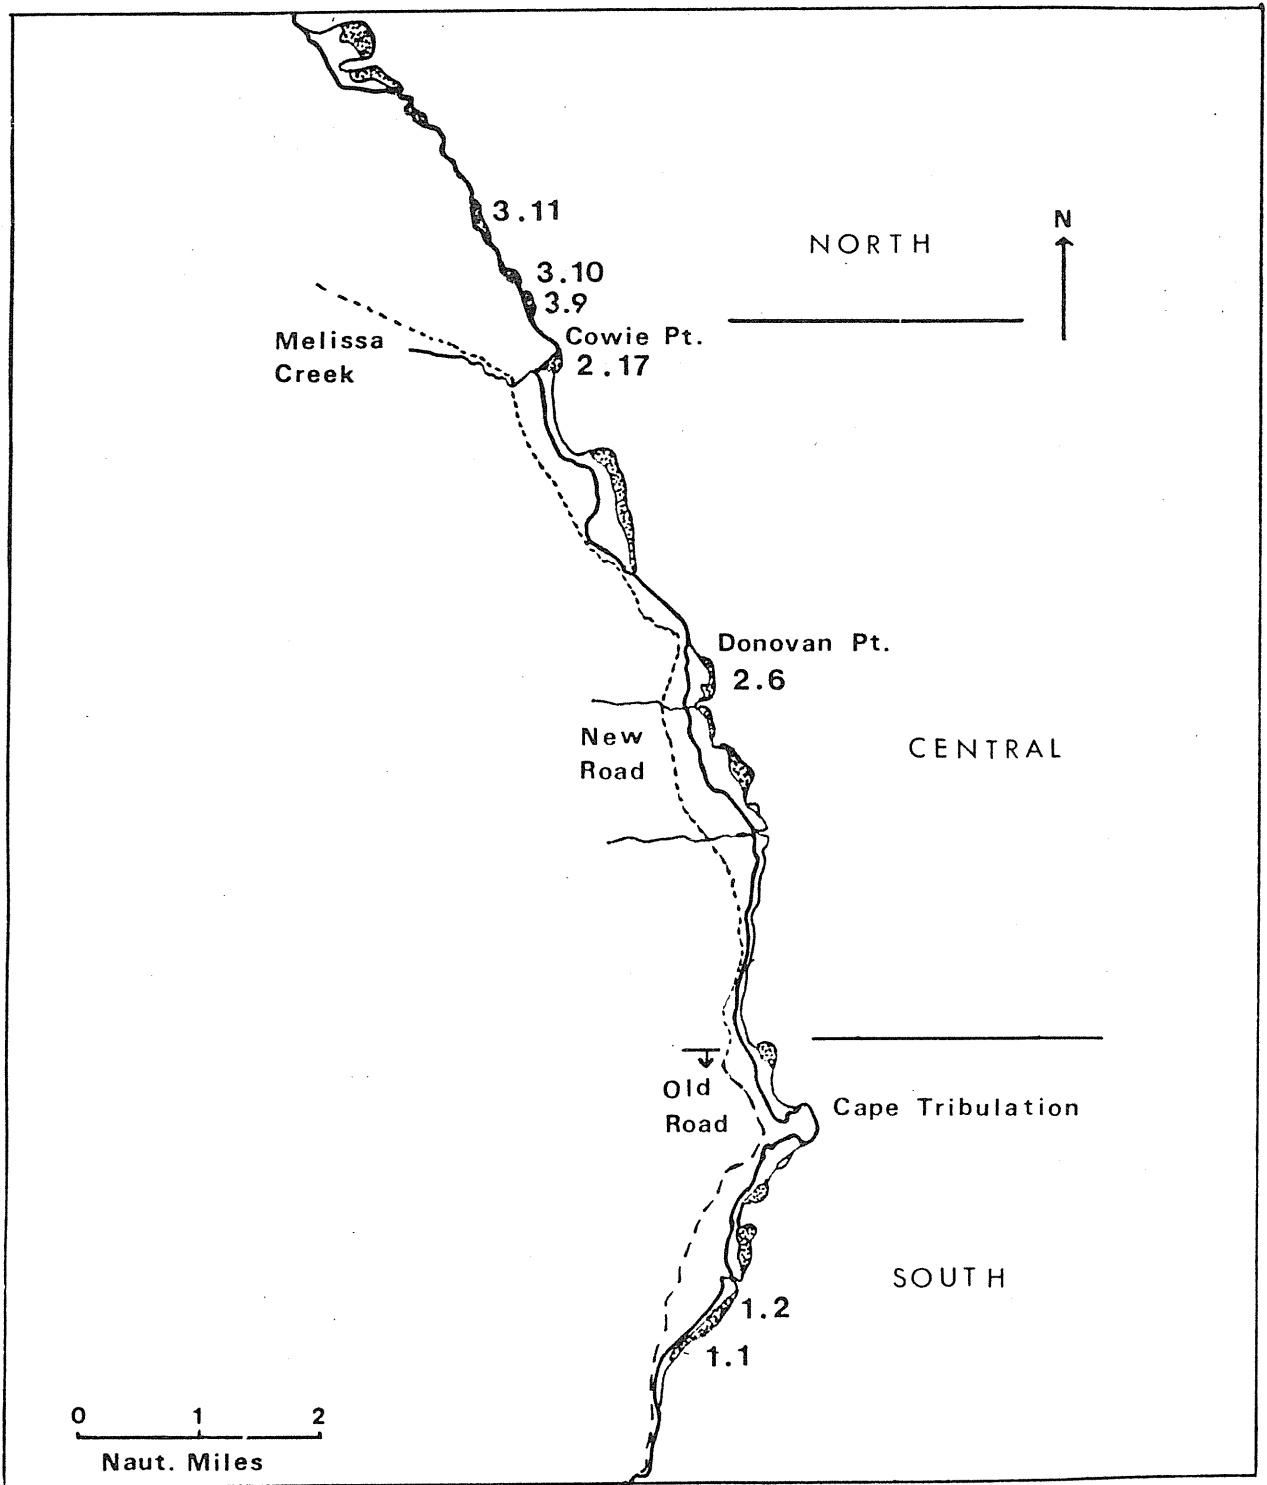 3.11
N
NORTH
3.10
3.9
Cowie Pt.
Melissa
Creek
2.17
Donovan Pt.
2.6
New
Road
CENTRAL
Old
Road
Cape Tribulation
SOUTH
1.2
1.1
0 1 2
Naut. Miles